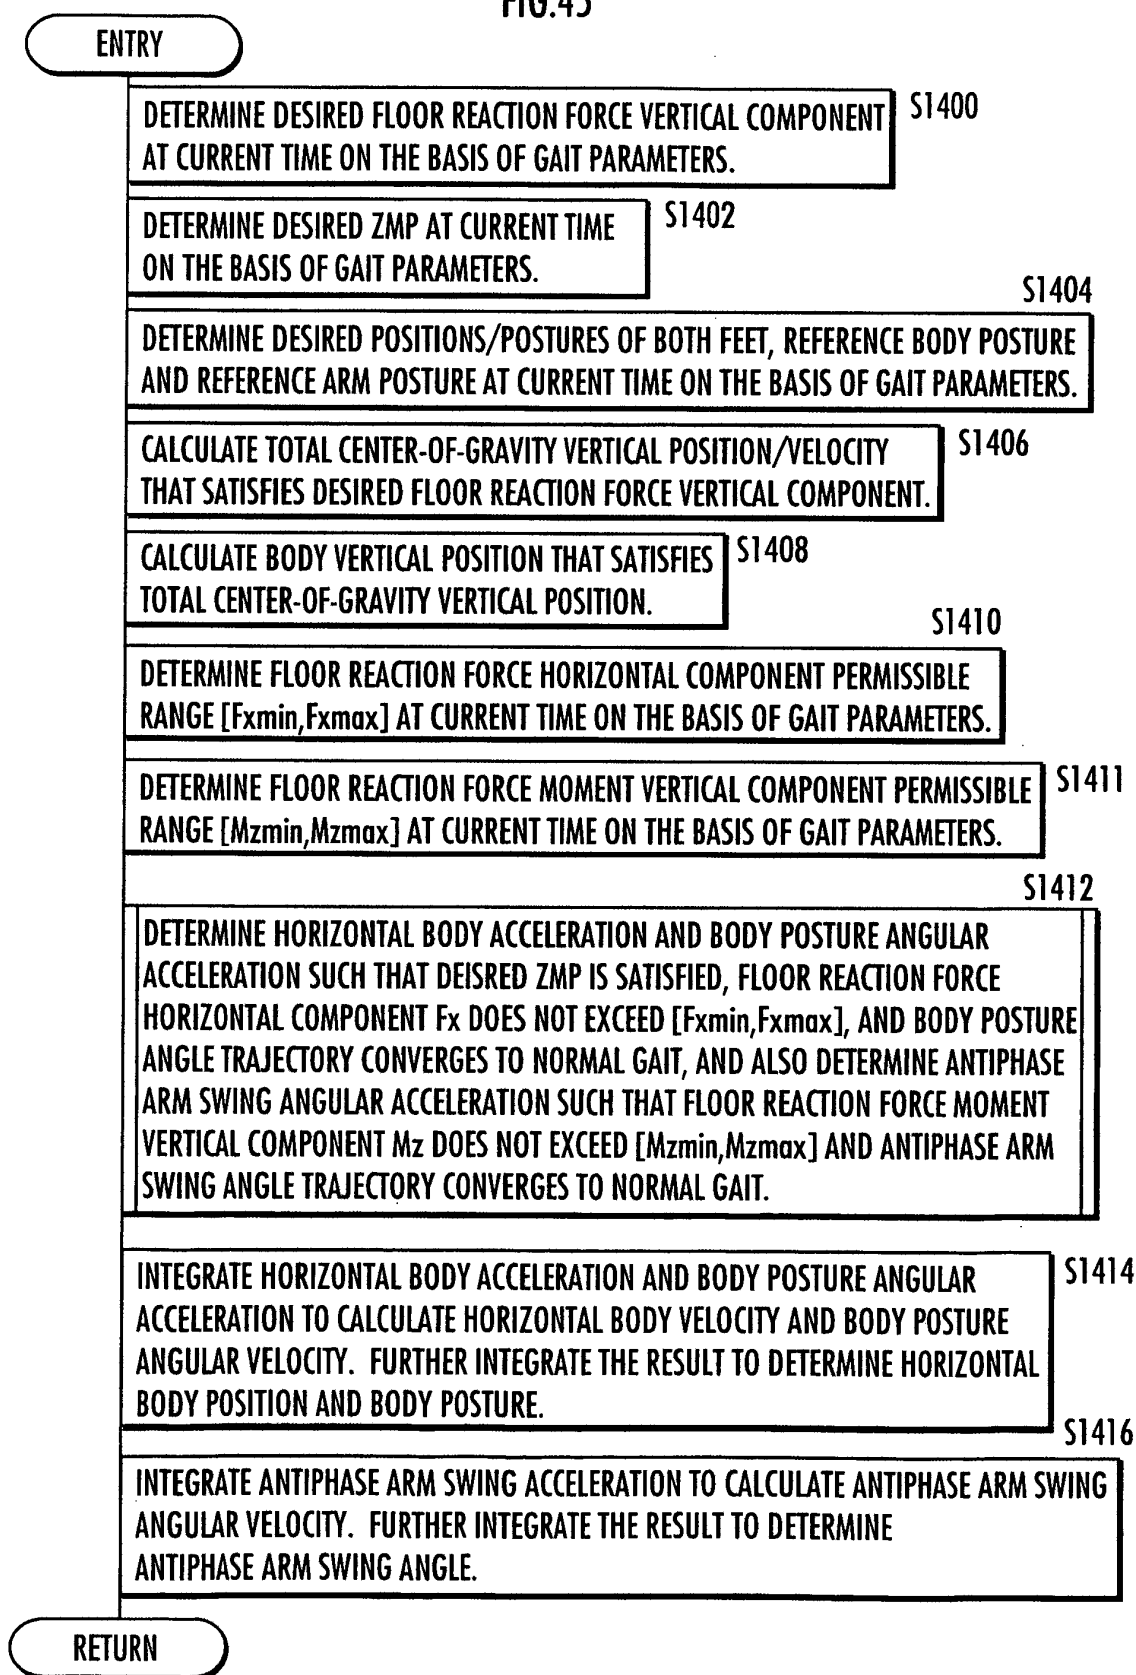 FIG.45
ENTRY
DETERMINE DESIRED FLOOR REACTION FORCE VERTICAL COMPONENT
AT CURRENT TIME ON THE BASIS OF GAIT PARAMETERS.
S1400
DETERMINE DESIRED ZMP AT CURRENT TIME
ON THE BASIS OF GAIT PARAMETERS.
S1402
S1404
DETERMINE DESIRED POSITIONS/POSTURES OF BOTH FEET, REFERENCE BODY POSTURE
AND REFERENCE ARM POSTURE AT CURRENT TIME ON THE BASIS OF GAIT PARAMETERS.
CALCULATE TOTAL CENTER-OF-GRAVITY VERTICAL POSITION/VELOCITY
THAT SATISFIES DESIRED FLOOR REACTION FORCE VERTICAL COMPONENT.
S1406
CALCULATE BODY VERTICAL POSITION THAT SATISFIES
TOTAL CENTER-OF-GRAVITY VERTICAL POSITION.
S1408
S1410
DETERMINE FLOOR REACTION FORCE HORIZONTAL COMPONENT PERMISSIBLE
RANGE [Fxmin,Fxmax] AT CURRENT TIME ON THE BASIS OF GAIT PARAMETERS.
DETERMINE FLOOR REACTION FORCE MOMENT VERTICAL COMPONENT PERMISSIBLE
RANGE [Mzmin,Mzmax] AT CURRENT TIME ON THE BASIS OF GAIT PARAMETERS.
S1411
S1412
DETERMINE HORIZONTAL BODY ACCELERATION AND BODY POSTURE ANGULAR
ACCELERATION SUCH THAT DEISRED ZMP IS SATISFIED, FLOOR REACTION FORCE
HORIZONTAL COMPONENT Fx DOES NOT EXCEED [Fxmin,Fxmax], AND BODY POSTURE
ANGLE TRAJECTORY CONVERGES TO NORMAL GAIT, AND ALSO DETERMINE ANTIPHASE
ARM SWING ANGULAR ACCELERATION SUCH THAT FLOOR REACTION FORCE MOMENT
VERTICAL COMPONENT Mz DOES NOT EXCEED [Mzmin,Mzmax] AND ANTIPHASE ARM
SWING ANGLE TRAJECTORY CONVERGES TO NORMAL GAIT.
INTEGRATE HORIZONTAL BODY ACCELERATION AND BODY POSTURE ANGULAR
ACCELERATION TO CALCULATE HORIZONTAL BODY VELOCITY AND BODY POSTURE
ANGULAR VELOCITY. FURTHER INTEGRATE THE RESULT TO DETERMINE HORIZONTAL
BODY POSITION AND BODY POSTURE.
S1414
S1416
INTEGRATE ANTIPHASE ARM SWING ACCELERATION TO CALCULATE ANTIPHASE ARM SWING
ANGULAR VELOCITY. FURTHER INTEGRATE THE RESULT TO DETERMINE
ANTIPHASE ARM SWING ANGLE.
RETURN